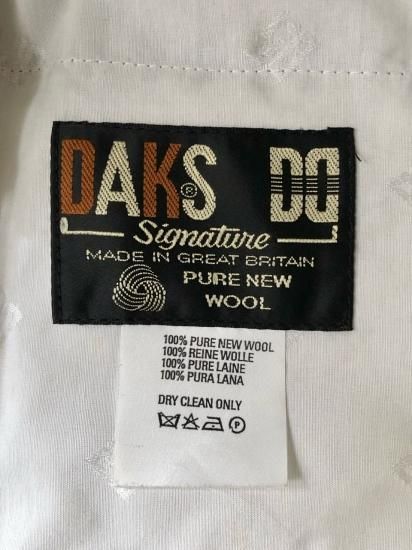 DAKS® DD
Signature
MADE IN GREAT BRITAIN
PURE NEW
WOOL
100% PURE NEW WOOL
100% REINE WOLLE
100% PURE LAINE
100% PURA LANA
DRY CLEAN ONLY
P